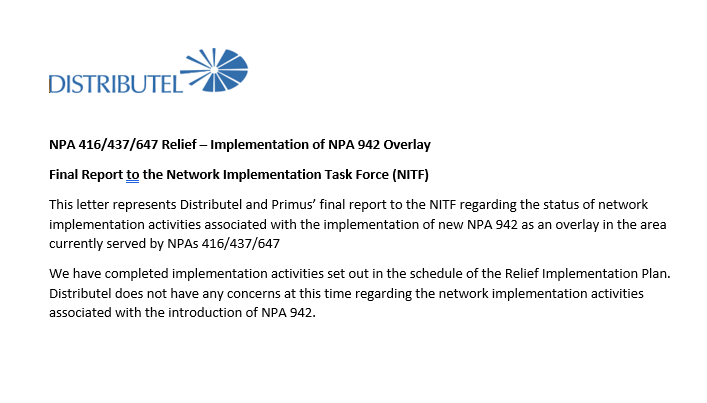 DISTRIBUTEL
NPA 416/437/647 Relief – Implementation of NPA 942 Overlay
Final Report to the Network Implementation Task Force (NITF)
This letter represents Distributel and Primus’ final report to the NITF regarding the status of network
implementation activities associated with the implementation of new NPA 942 as an overlay in the area
currently served by NPAs 416/437/647
We have completed implementation activities set out in the schedule of the Relief Implementation Plan.
Distributel does not have any concerns at this time regarding the network implementation activities
associated with the introduction of NPA 942.